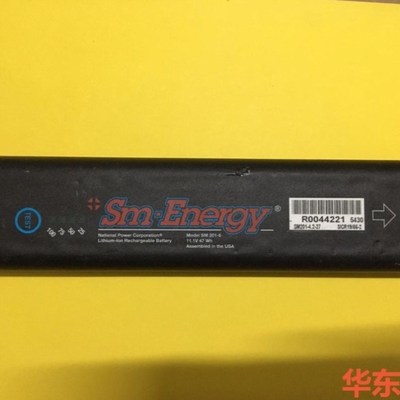 Sm·Energy®
National Power Corporation®
Lithium-Ion Rechargeable Battery
Model SM 201-6
11.1V 47 Wh
Assembled in the USA
R0044221 5430
TEST
华东